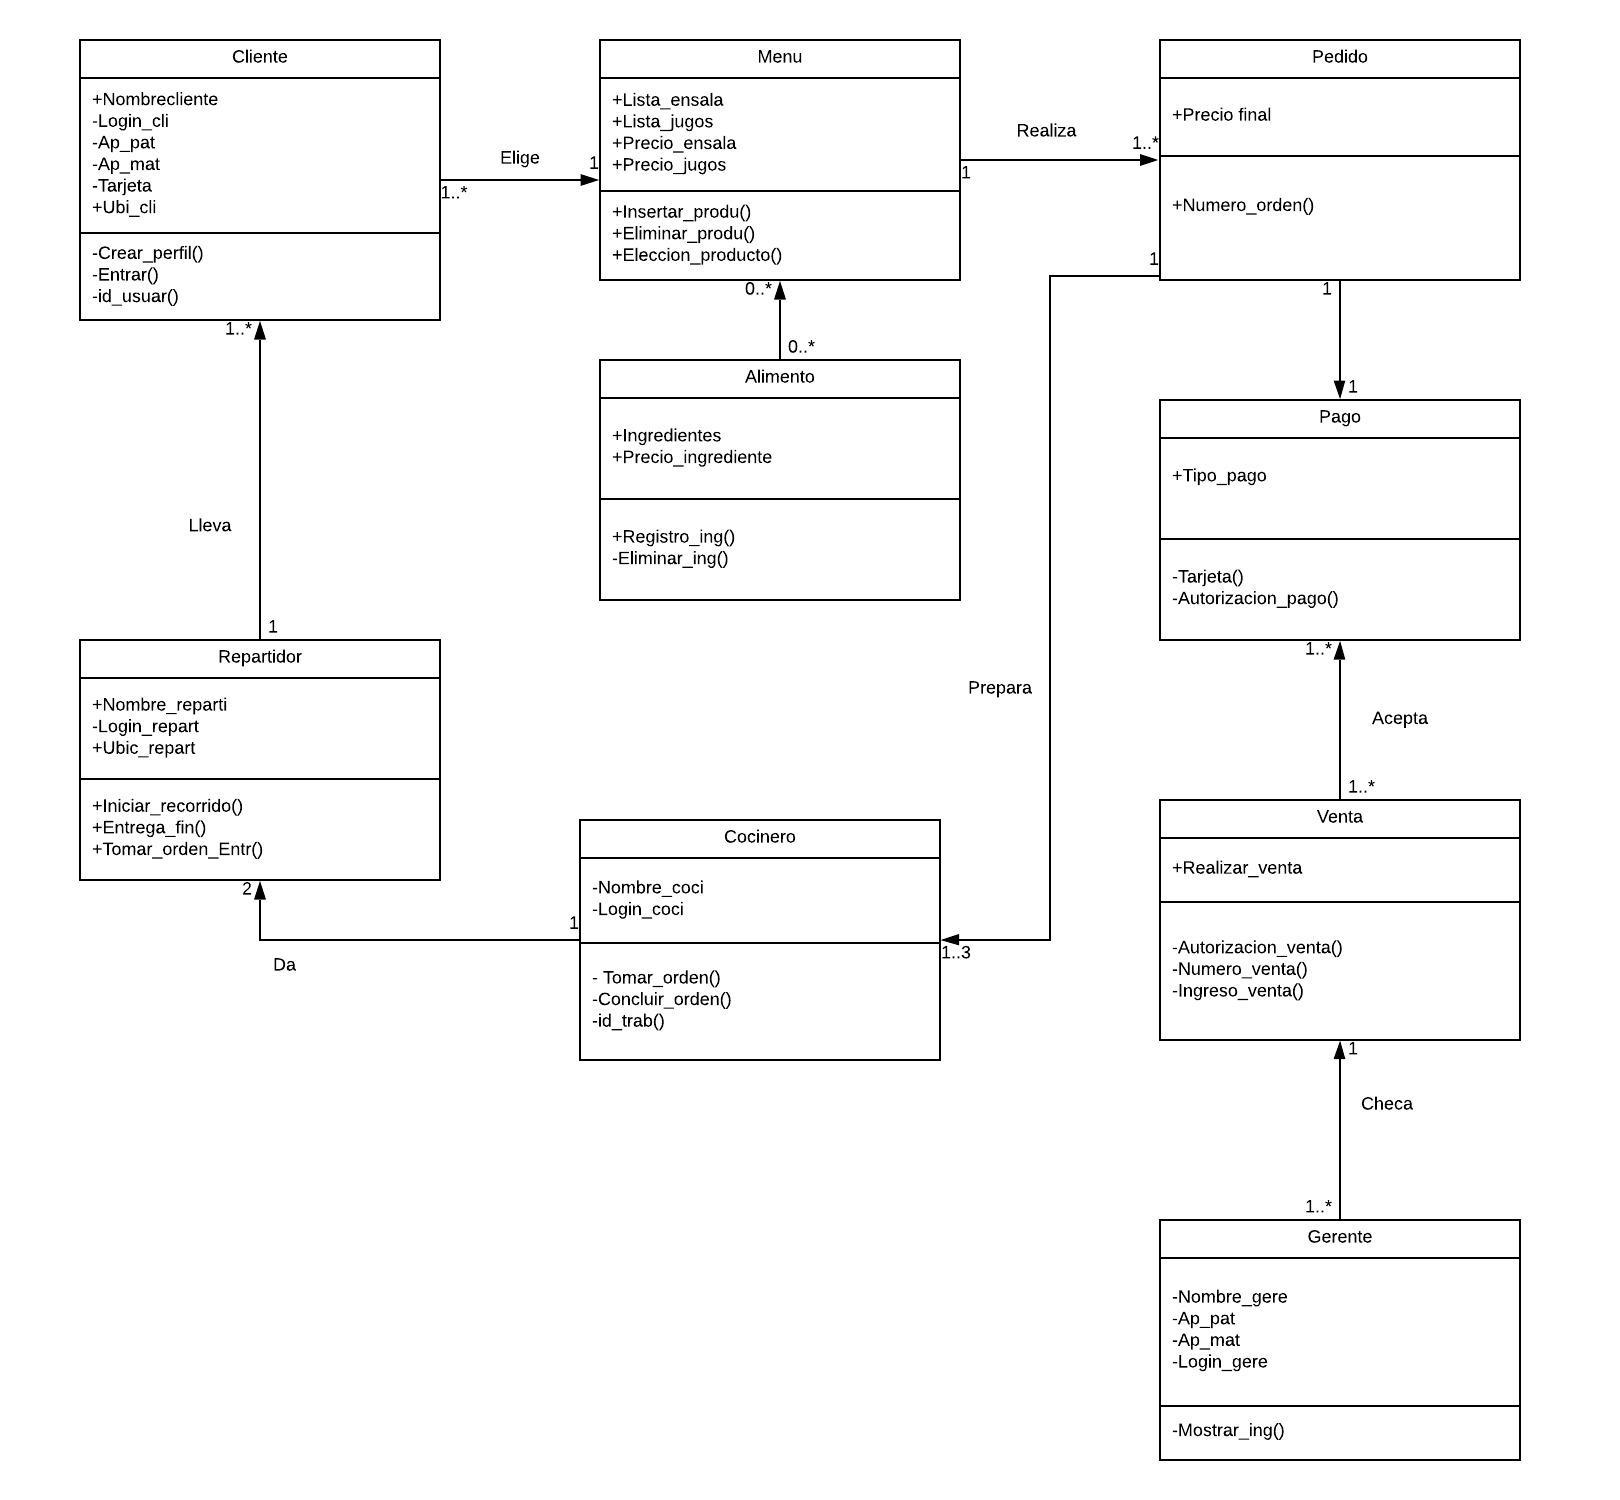 Cliente
+Nombrecliente
-Login_cli
-Ap_pat
-Ap_mat
-Tarjeta
+Ubi_cli
-Crear_perfil()
-Entrar()
-id_usuar()
1..*
Elige
1
1..*
Menu
+Lista_ensala
+Lista_jugos
+Precio_ensala
+Precio_jugos
+Insertar_produ()
+Eliminar_produ()
+Eleccion_producto()
0..*
Realiza
1..*
1
Pedido
+Precio final
+Numero_orden()
1
1
0..*
Alimento
+Ingredientes
+Precio_ingrediente
+Registro_ing()
-Eliminar_ing()
1
Pago
+Tipo_pago
-Tarjeta()
-Autorizacion_pago()
1..*
Lleva
1
Repartidor
+Nombre_reparti
-Login_repart
+Ubic_repart
+Iniciar_recorrido()
+Entrega_fin()
+Tomar_orden_Entr()
2
Da
Prepara
Acepta
1..*
Cocinero
-Nombre_coci
-Login_coci
- Tomar_orden()
-Concluir_orden()
-id_trab()
1
1..3
Venta
+Realizar_venta
-Autorizacion_venta()
-Numero_venta()
-Ingreso_venta()
1
Checa
1..*
Gerente
-Nombre_gere
-Ap_pat
-Ap_mat
-Login_gere
-Mostrar_ing()